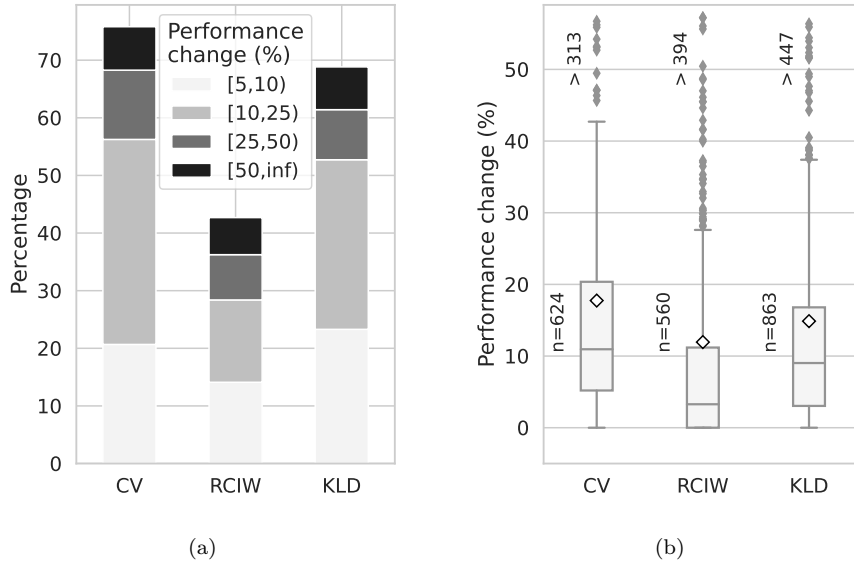 Performance
change (%)
[5,10)
[10,25)
[25,50)
[50,inf)
Percentage
70
60
50
40
30
20
10
0
CV
RCIW
KLD
(a)
Performance change (%)
50
40
30
20
10
0
> 313
> 394
> 447
n=624
n=560
n=863
CV
RCIW
KLD
(b)